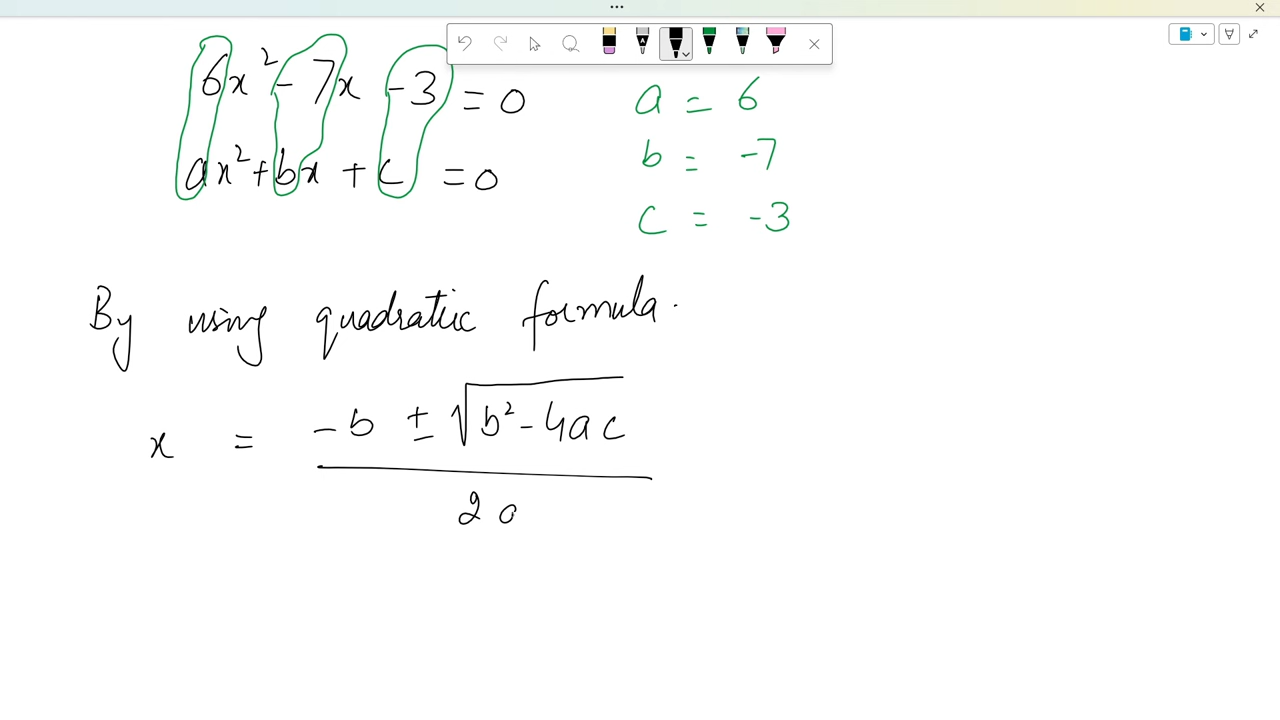 6x² - 7x - 3 = 0
ax² + bx + c = 0
a = 6
b = -7
c = -3
By using quadratic formula.
x = -b ± √b² - 4ac
2a